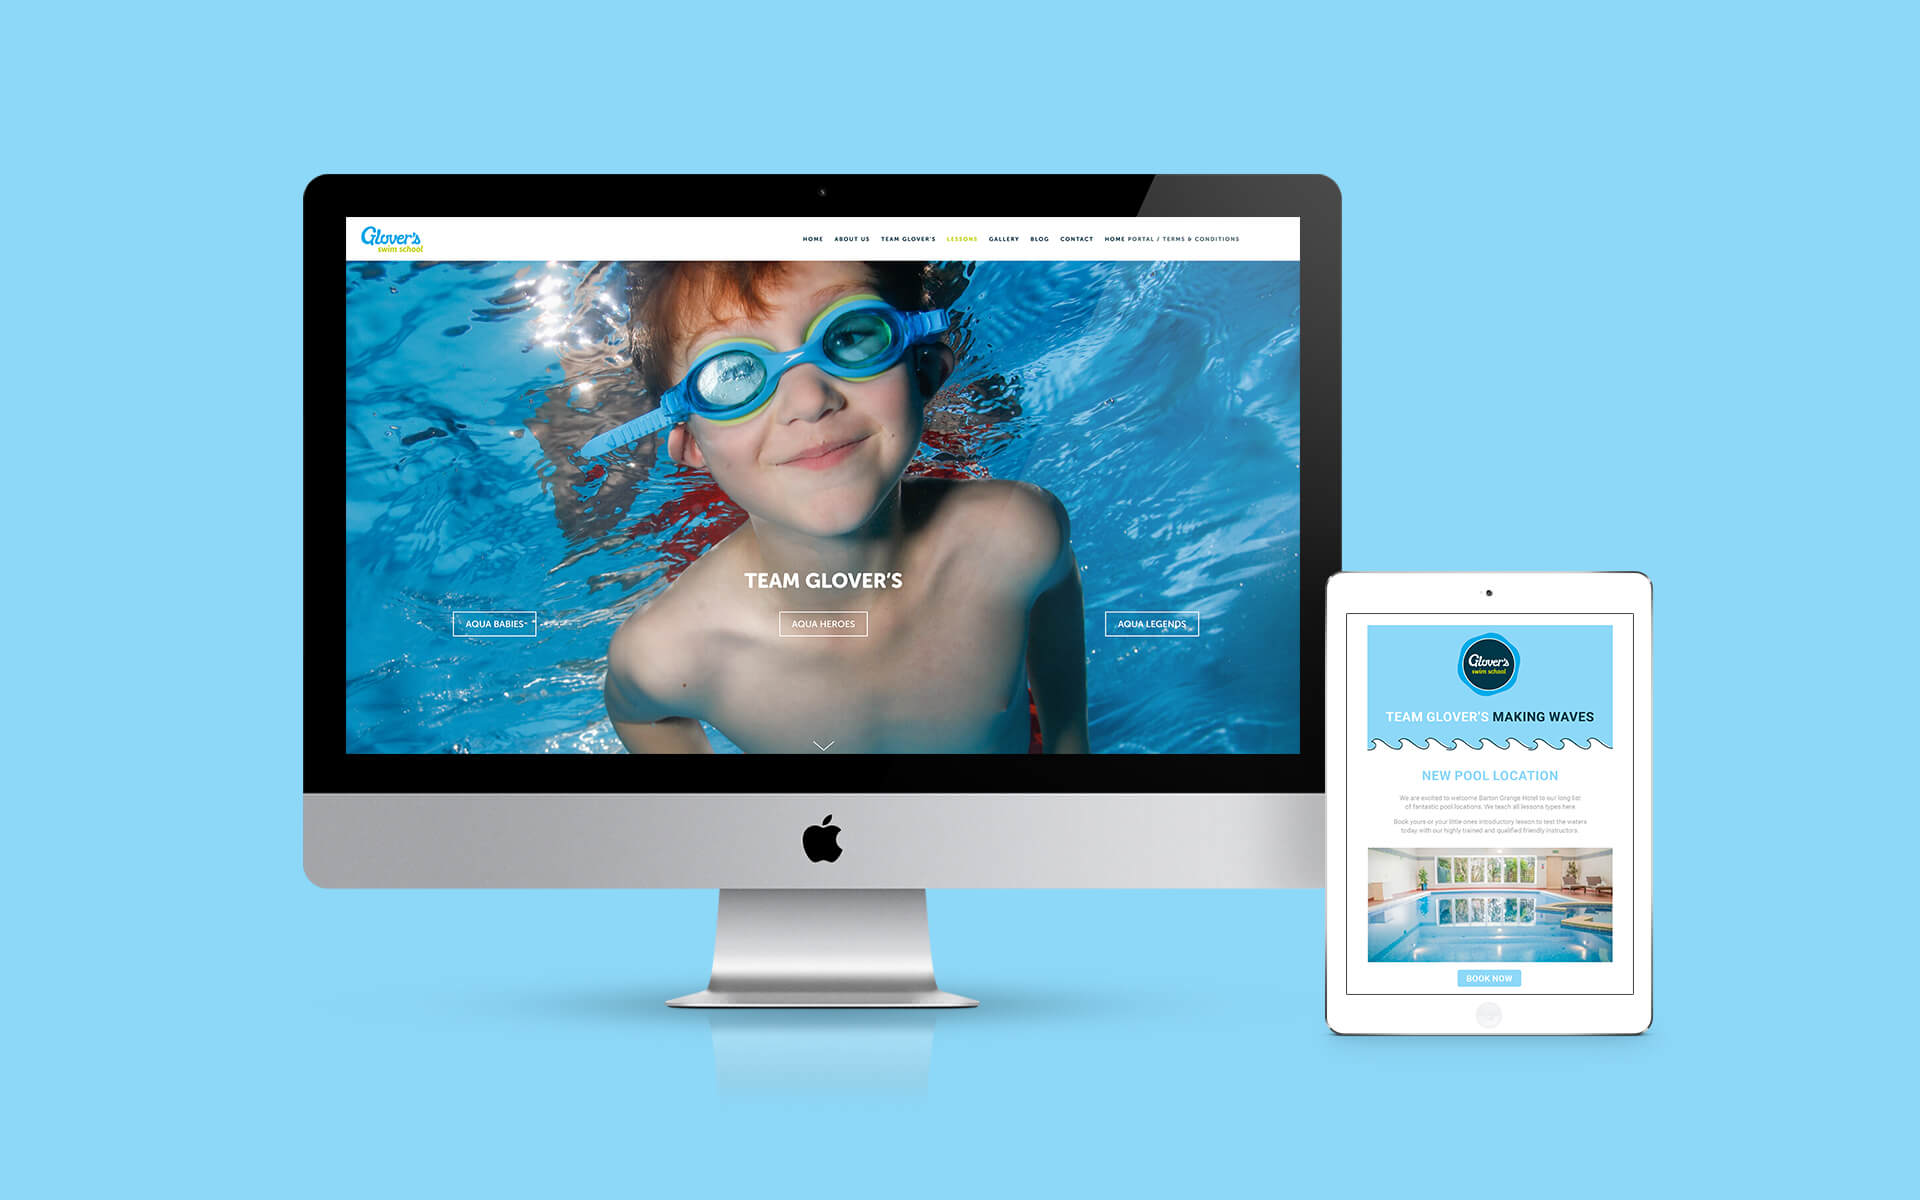 Glover's
swim school
HOME ABOUT US TEAM GLOVER'S LESSONS GALLERY BLOG CONTACT HOME PORTAL / TERMS & CONDITIONS
TEAM GLOVER'S
AQUA BABIES
AQUA HEROES
AQUA LEGENDS
Glover's
swim school
TEAM GLOVER'S MAKING WAVES
NEW POOL LOCATION
We are excited to welcome Barton Grange Hotel to our long list
of fantastic pool locations. We teach all lessons types here
Book yours or your little ones introductory lesson to test the waters
today with our highly trained and qualified friendly instructors
BOOK NOW